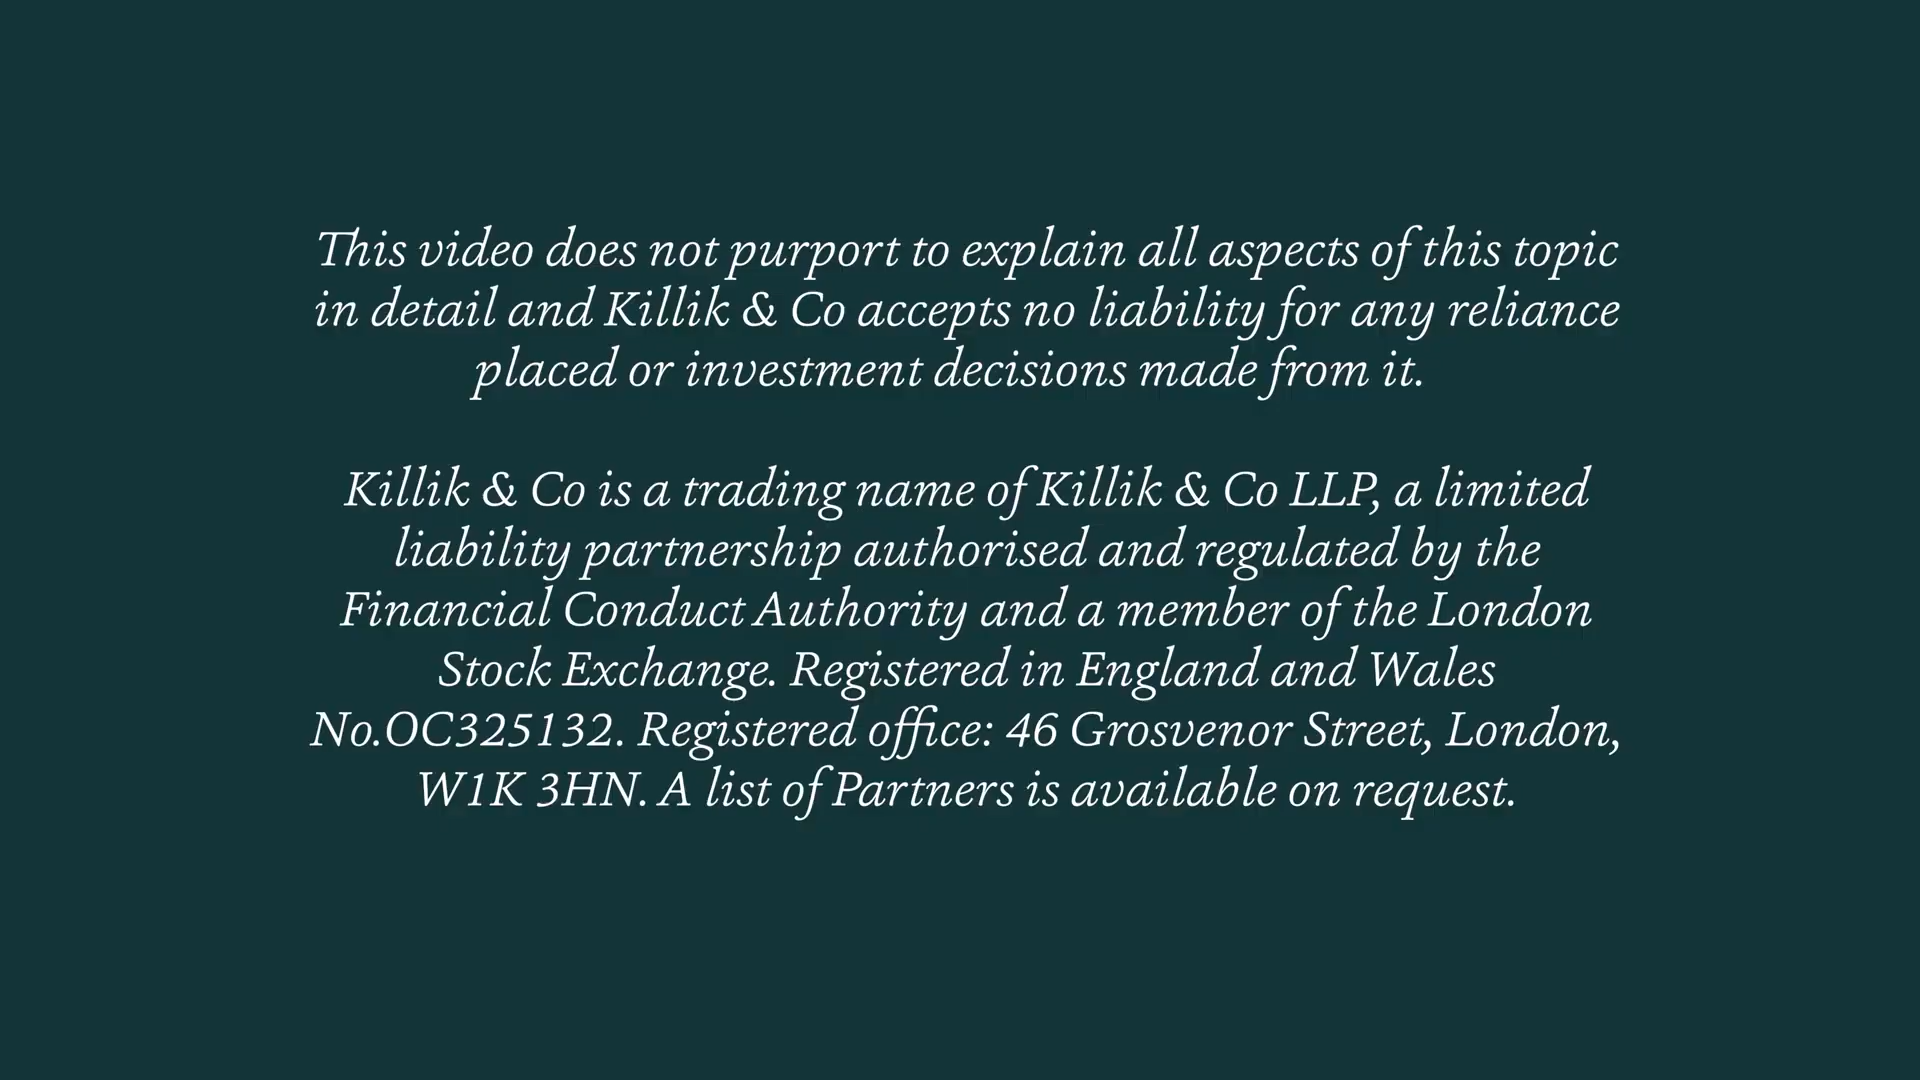 This video does not purport to explain all aspects of this topic
in detail and Killik & Co accepts no liability for any reliance
placed or investment decisions made from it.
Killik & Co is a trading name of Killik & Co LLP, a limited
liability partnership authorised and regulated by the
Financial Conduct Authority and a member of the London
Stock Exchange. Registered in England and Wales
No.OC325132. Registered office: 46 Grosvenor Street, London,
W1K 3HN. A list of Partners is available on request.